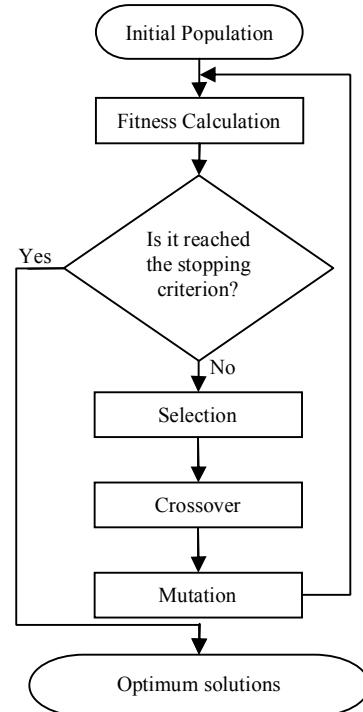 Initial Population
Fitness Calculation
Is it reached
the stopping
criterion?
Yes
No
Selection
Crossover
Mutation
Optimum solutions